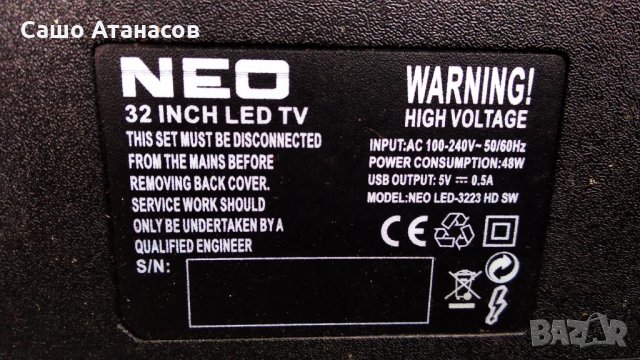 Сашо Атанасов
NEO
32 INCH LED TV
THIS SET MUST BE DISCONNECTED
FROM THE MAINS BEFORE
REMOVING BACK COVER.
SERVICE WORK SHOULD
ONLY BE UNDERTAKEN BY A
QUALIFIED ENGINEER
S/N:
WARNING!
HIGH VOLTAGE
INPUT:AC 100-240V~ 50/60Hz
POWER CONSUMPTION:48W
USB OUTPUT: 5V ⎓ 0.5A
MODEL:NEO LED-3223 HD SW
CE
BAZAR